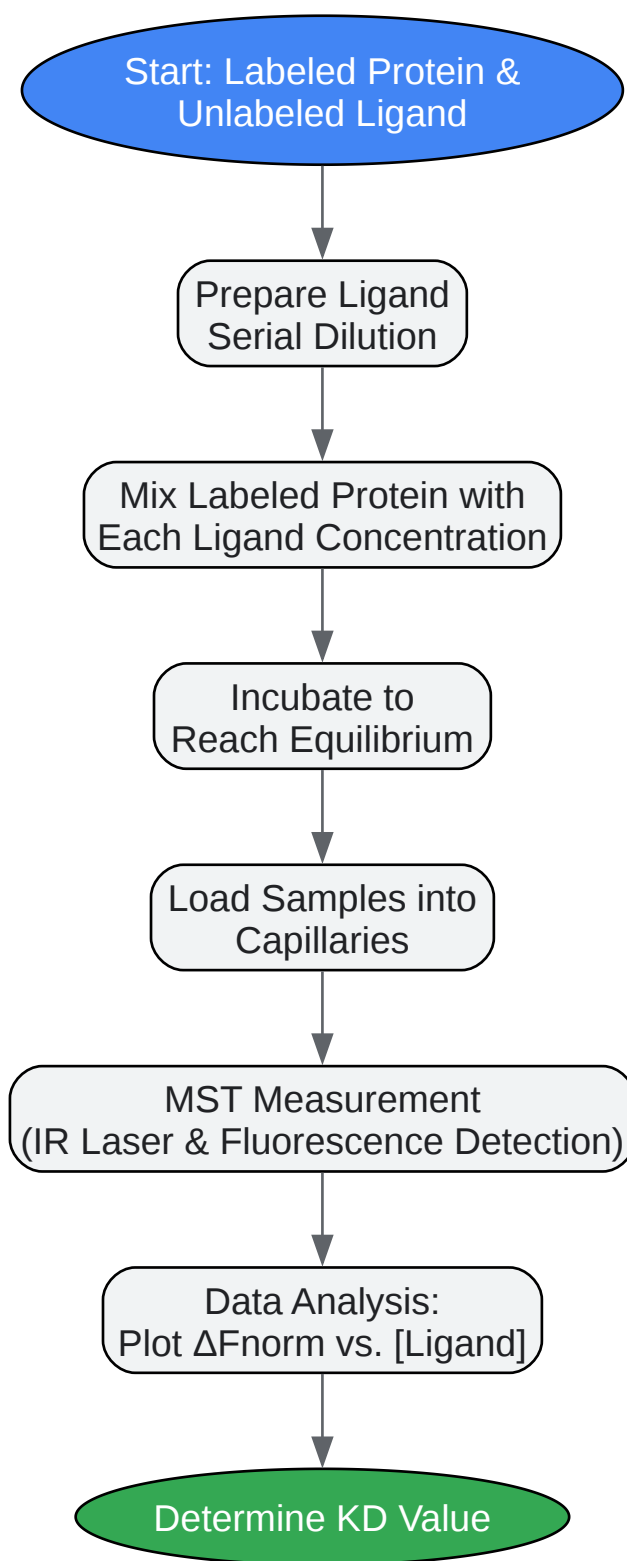 Start: Labeled Protein &
Unlabeled Ligand
Prepare Ligand
Serial Dilution
Mix Labeled Protein with
Each Ligand Concentration
Incubate to
Reach Equilibrium
Load Samples into
Capillaries
MST Measurement
(IR Laser & Fluorescence Detection)
Data Analysis:
Plot ΔFnorm vs. [Ligand]
Determine KD Value